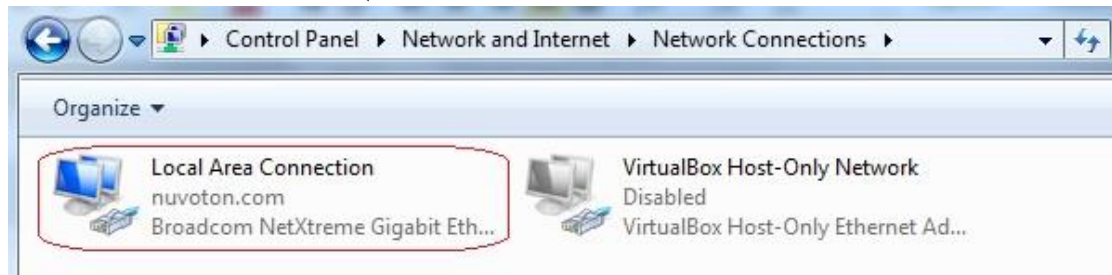 Control Panel ▸ Network and Internet ▸ Network Connections ▸
Organize
Local Area Connection
nuvoton.com
Broadcom NetXtreme Gigabit Eth...
VirtualBox Host-Only Network
Disabled
VirtualBox Host-Only Ethernet Ad...